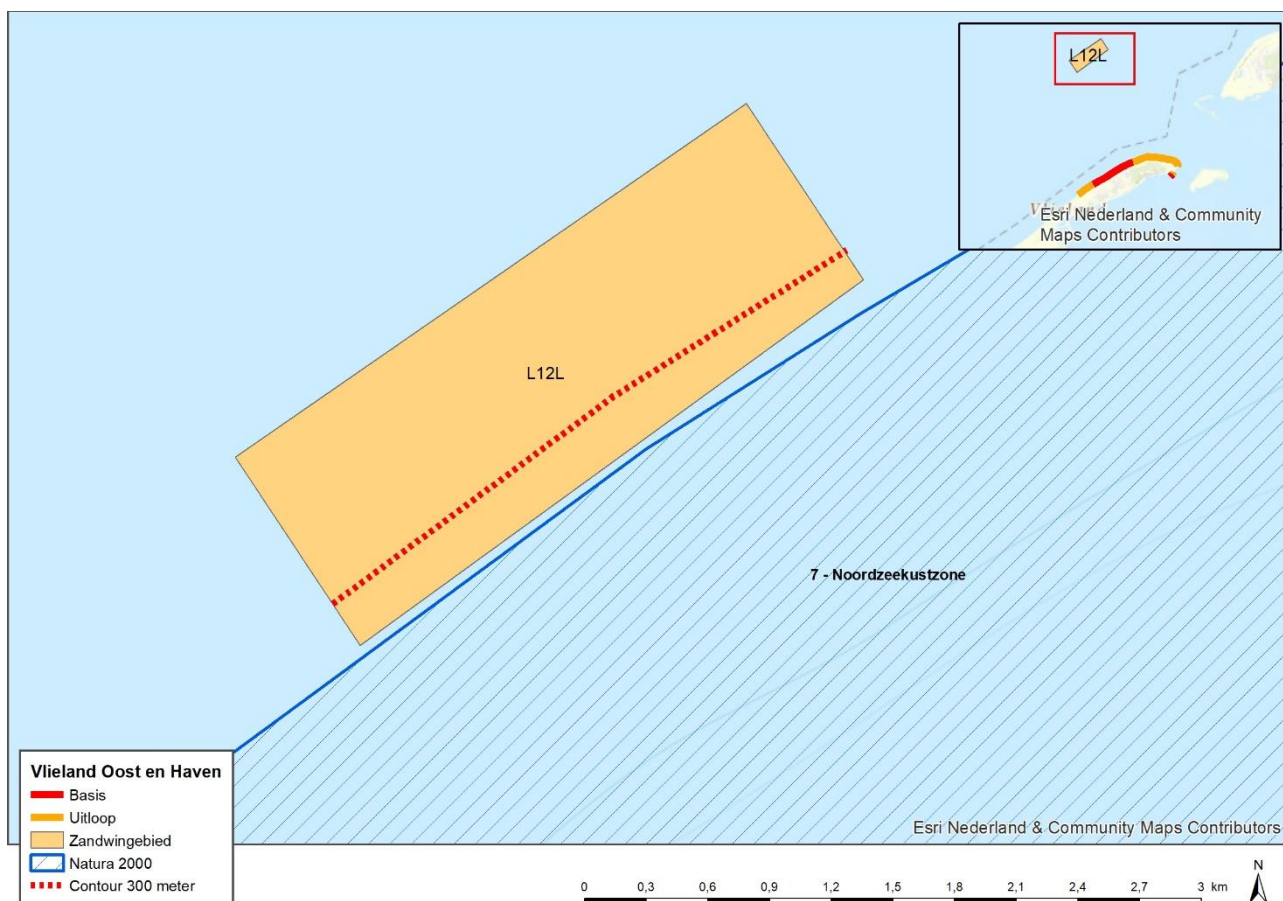 L12L
Vlieland
Esri Nederland & Community
Maps Contributors
L12L
7 - Noordzeekustzone
Vlieland Oost en Haven
Basis
Uitloop
Zandwingebied
Natura 2000
Contour 300 meter
Esri Nederland & Community Maps Contributors
0 0,3 0,6 0,9 1,2 1,5 1,8 2,1 2,4 2,7 3 km
N